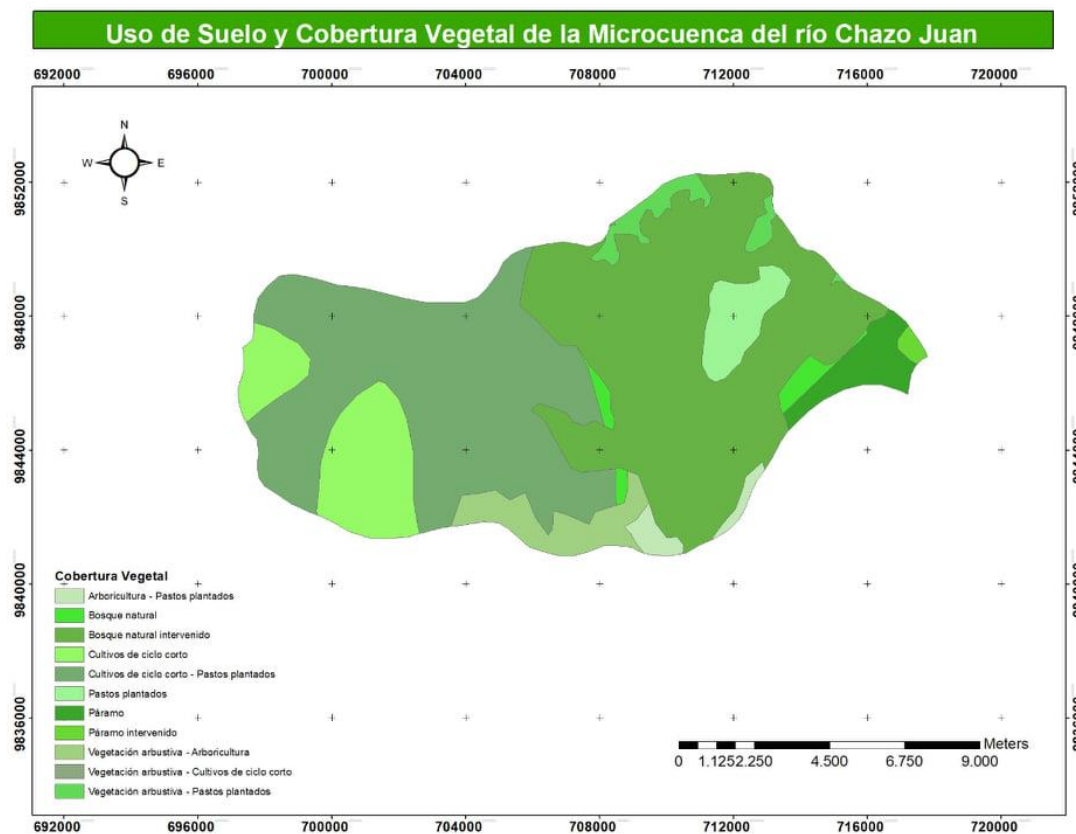 Uso de Suelo y Cobertura Vegetal de la Microcuenca del río Chazo Juan
692000 696000 700000 704000 708000 712000 716000 720000
N
W E
S
9852000
9848000
9844000
9840000
9836000
Cobertura Vegetal
Arboricultura - Pastos plantados
Bosque natural
Bosque natural intervenido
Cultivos de ciclo corto
Cultivos de ciclo corto - Pastos plantados
Pastos plantados
Páramo
Páramo intervenido
Vegetación arbustiva - Arboricultura
Vegetación arbustiva - Cultivos de ciclo corto
Vegetación arbustiva - Pastos plantados
Meters
0 1.125 2.250 4.500 6.750 9.000
692000 696000 700000 704000 708000 712000 716000 720000